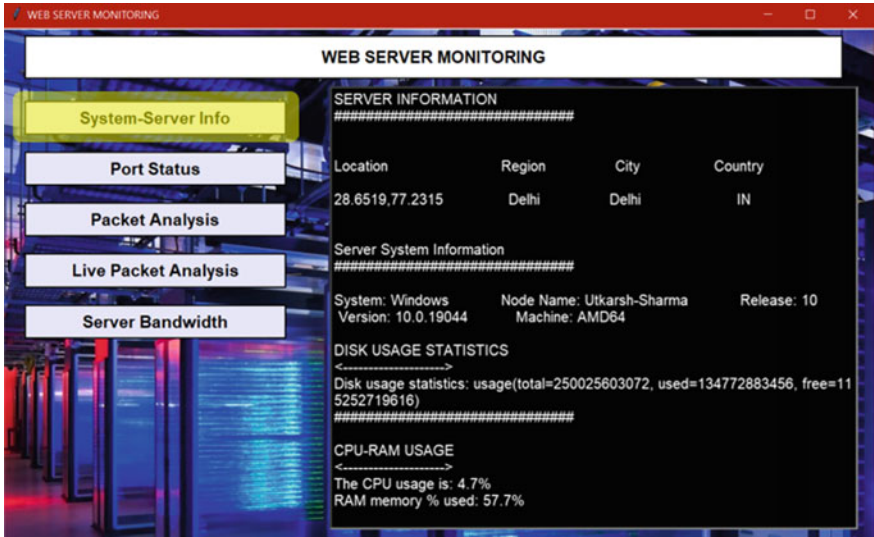 WEB SERVER MONITORING
WEB SERVER MONITORING
System-Server Info
Port Status
Packet Analysis
Live Packet Analysis
Server Bandwidth
SERVER INFORMATION
##############################
Location Region City Country
28.6519,77.2315 Delhi Delhi IN
Server System Information
##############################
System: Windows Node Name: Utkarsh-Sharma Release: 10
Version: 10.0.19044 Machine: AMD64
DISK USAGE STATISTICS
<--------------------->
Disk usage statistics: usage(total=250025603072, used=134772883456, free=11
5252719616)
##############################
CPU-RAM USAGE
<--------------------->
The CPU usage is: 4.7%
RAM memory % used: 57.7%